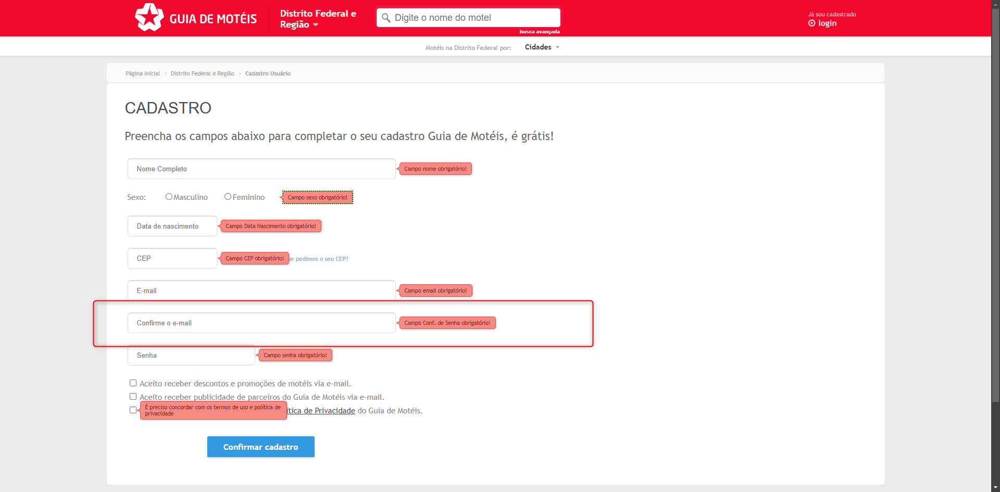 GUIA DE MOTÉIS
Distrito Federal e
Região
Digite o nome do motel
busca avançada
Já sou cadastrado
login
Motéis na Distrito Federal por:
Cidades
Página inicial
Distrito Federal e Região
Cadastro Usuário
CADASTRO
Preencha os campos abaixo para completar o seu cadastro Guia de Motéis, é grátis!
Nome Completo
Campo nome obrigatório!
Sexo:
Masculino
Feminino
Campo sexo obrigatório!
Data de nascimento
Campo Data Nascimento obrigatório!
CEP
Campo CEP obrigatório!
ue pedimos o seu CEP?
E-mail
Campo email obrigatório!
Confirme o e-mail
Campo Conf. de Senha obrigatório!
Senha
Campo senha obrigatório!
Aceito receber descontos e promoções de motéis via e-mail.
Aceito receber publicidade de parceiros do Guia de Motéis via e-mail.
É preciso concordar com os termos de uso e política de
privacidade
ítica de Privacidade do Guia de Motéis.
Confirmar cadastro